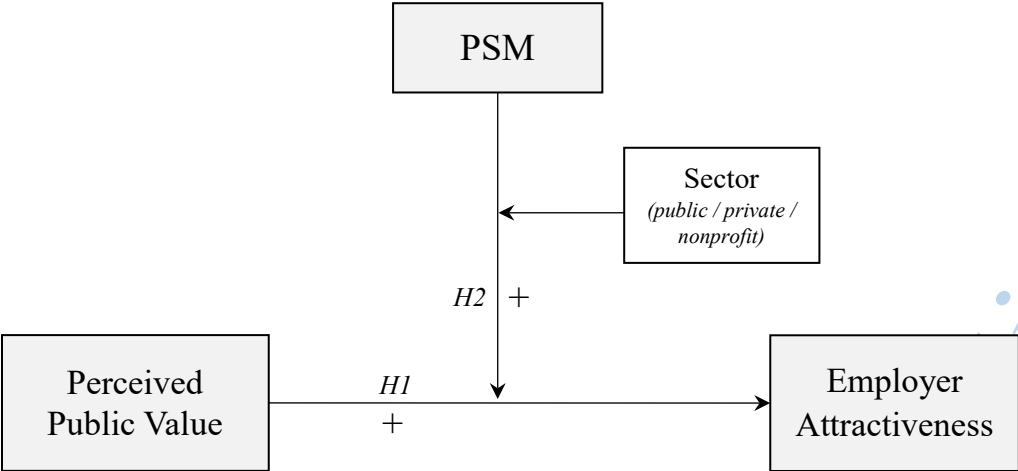 PSM
Sector
(public / private /
nonprofit)
H2 +
Perceived
Public Value
H1
+
Employer
Attractiveness